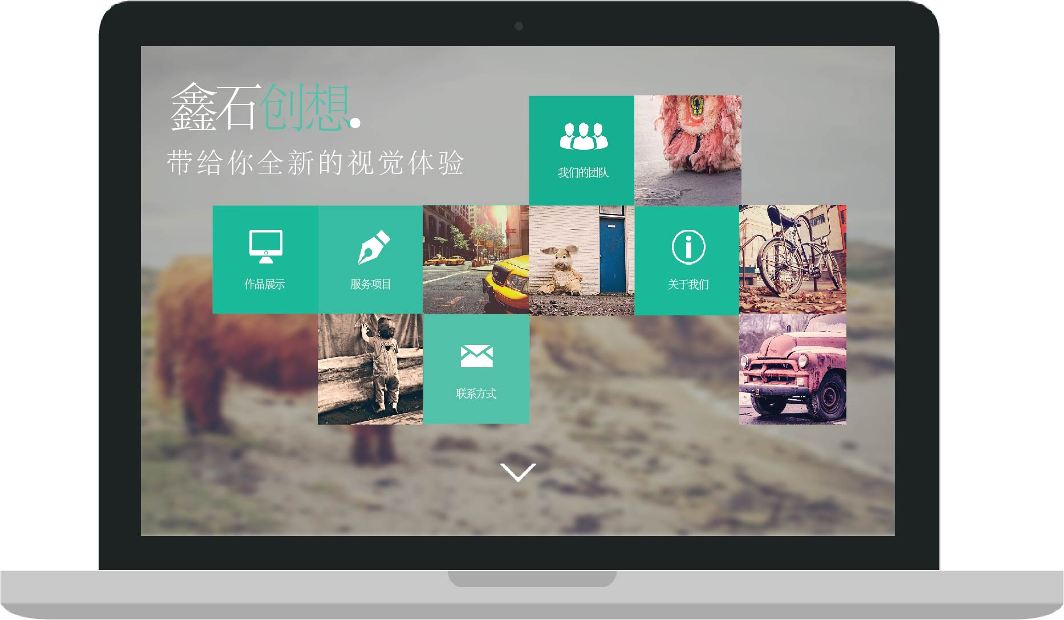 鑫石创想.
带给你全新的视觉体验
我们的团队
作品展示
服务项目
关于我们
联系方式